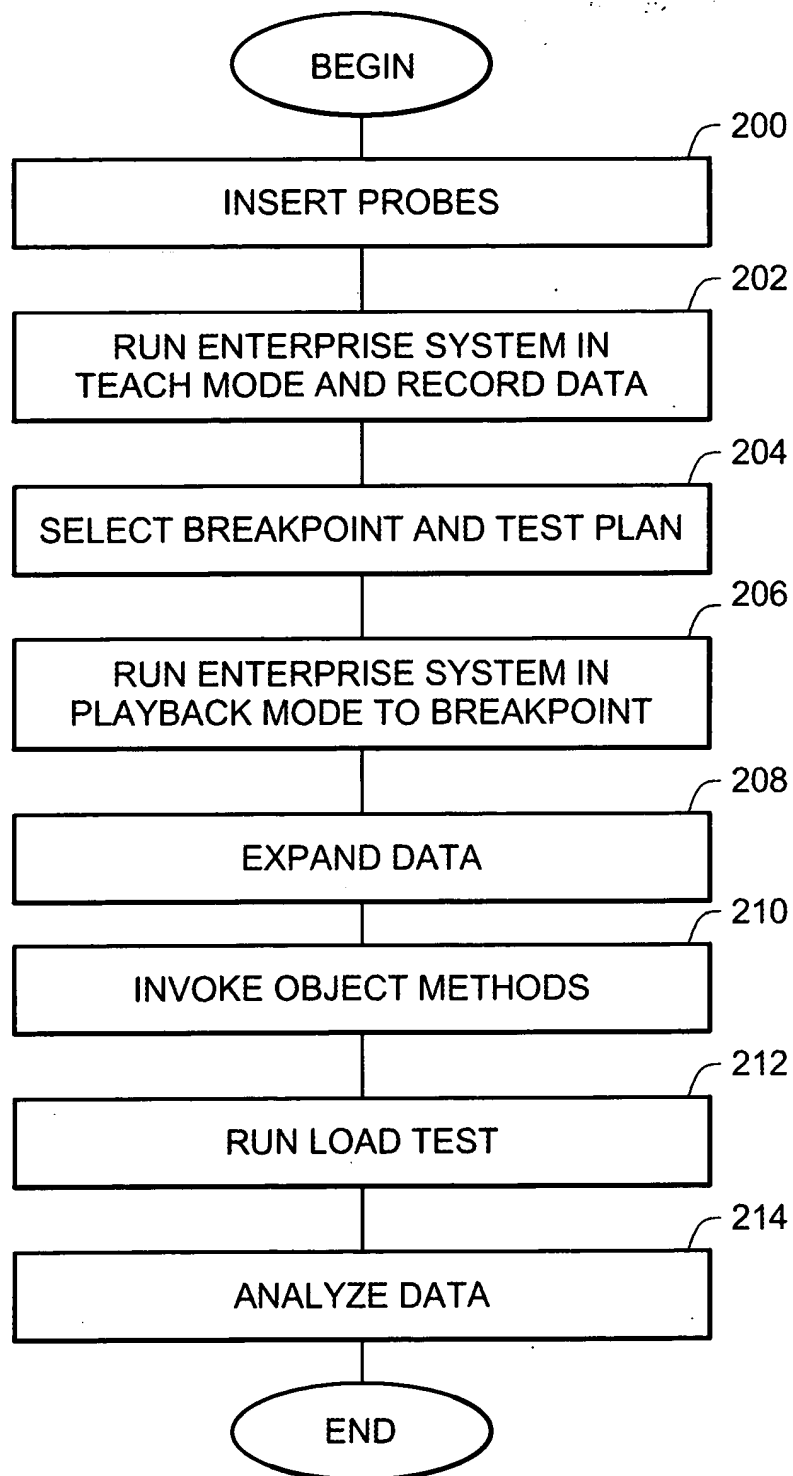 BEGIN
200
INSERT PROBES
202
RUN ENTERPRISE SYSTEM IN
TEACH MODE AND RECORD DATA
204
SELECT BREAKPOINT AND TEST PLAN
206
RUN ENTERPRISE SYSTEM IN
PLAYBACK MODE TO BREAKPOINT
208
EXPAND DATA
210
INVOKE OBJECT METHODS
212
RUN LOAD TEST
214
ANALYZE DATA
END